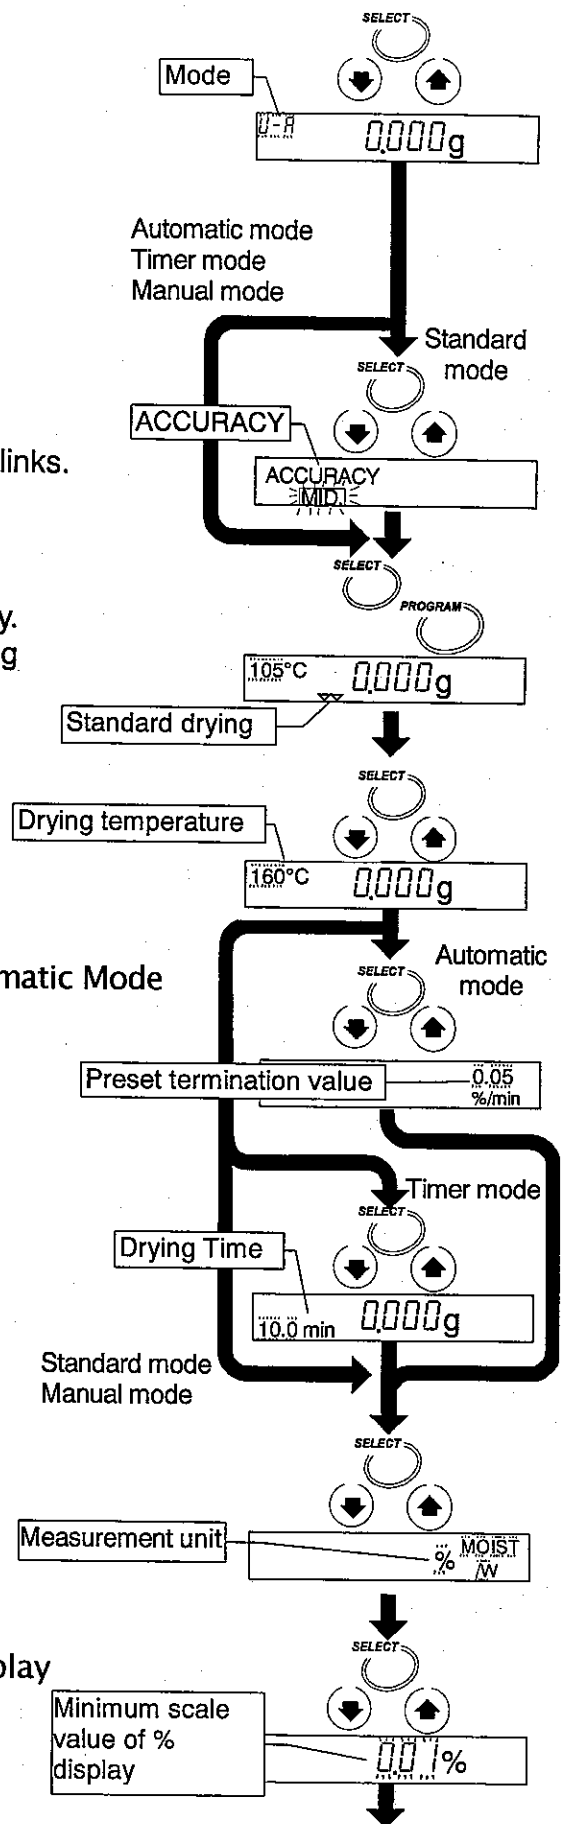 SELECT
Mode
U-A 0.000g
Automatic mode
Timer mode
Manual mode
Standard
mode
SELECT
ACCURACY
links.
ACCURACY
MID.
SELECT
y.
PROGRAM
g
105°C 0.000g
Standard drying
SELECT
Drying temperature
160°C 0.000g
matic Mode
SELECT
Automatic
mode
Preset termination value
0.05
%/min
Timer mode
SELECT
Drying Time
10.0 min 0.000g
Standard mode
Manual mode
SELECT
Measurement unit
% MOIST
/W
SELECT
play
Minimum scale
value of %
display
0.01%